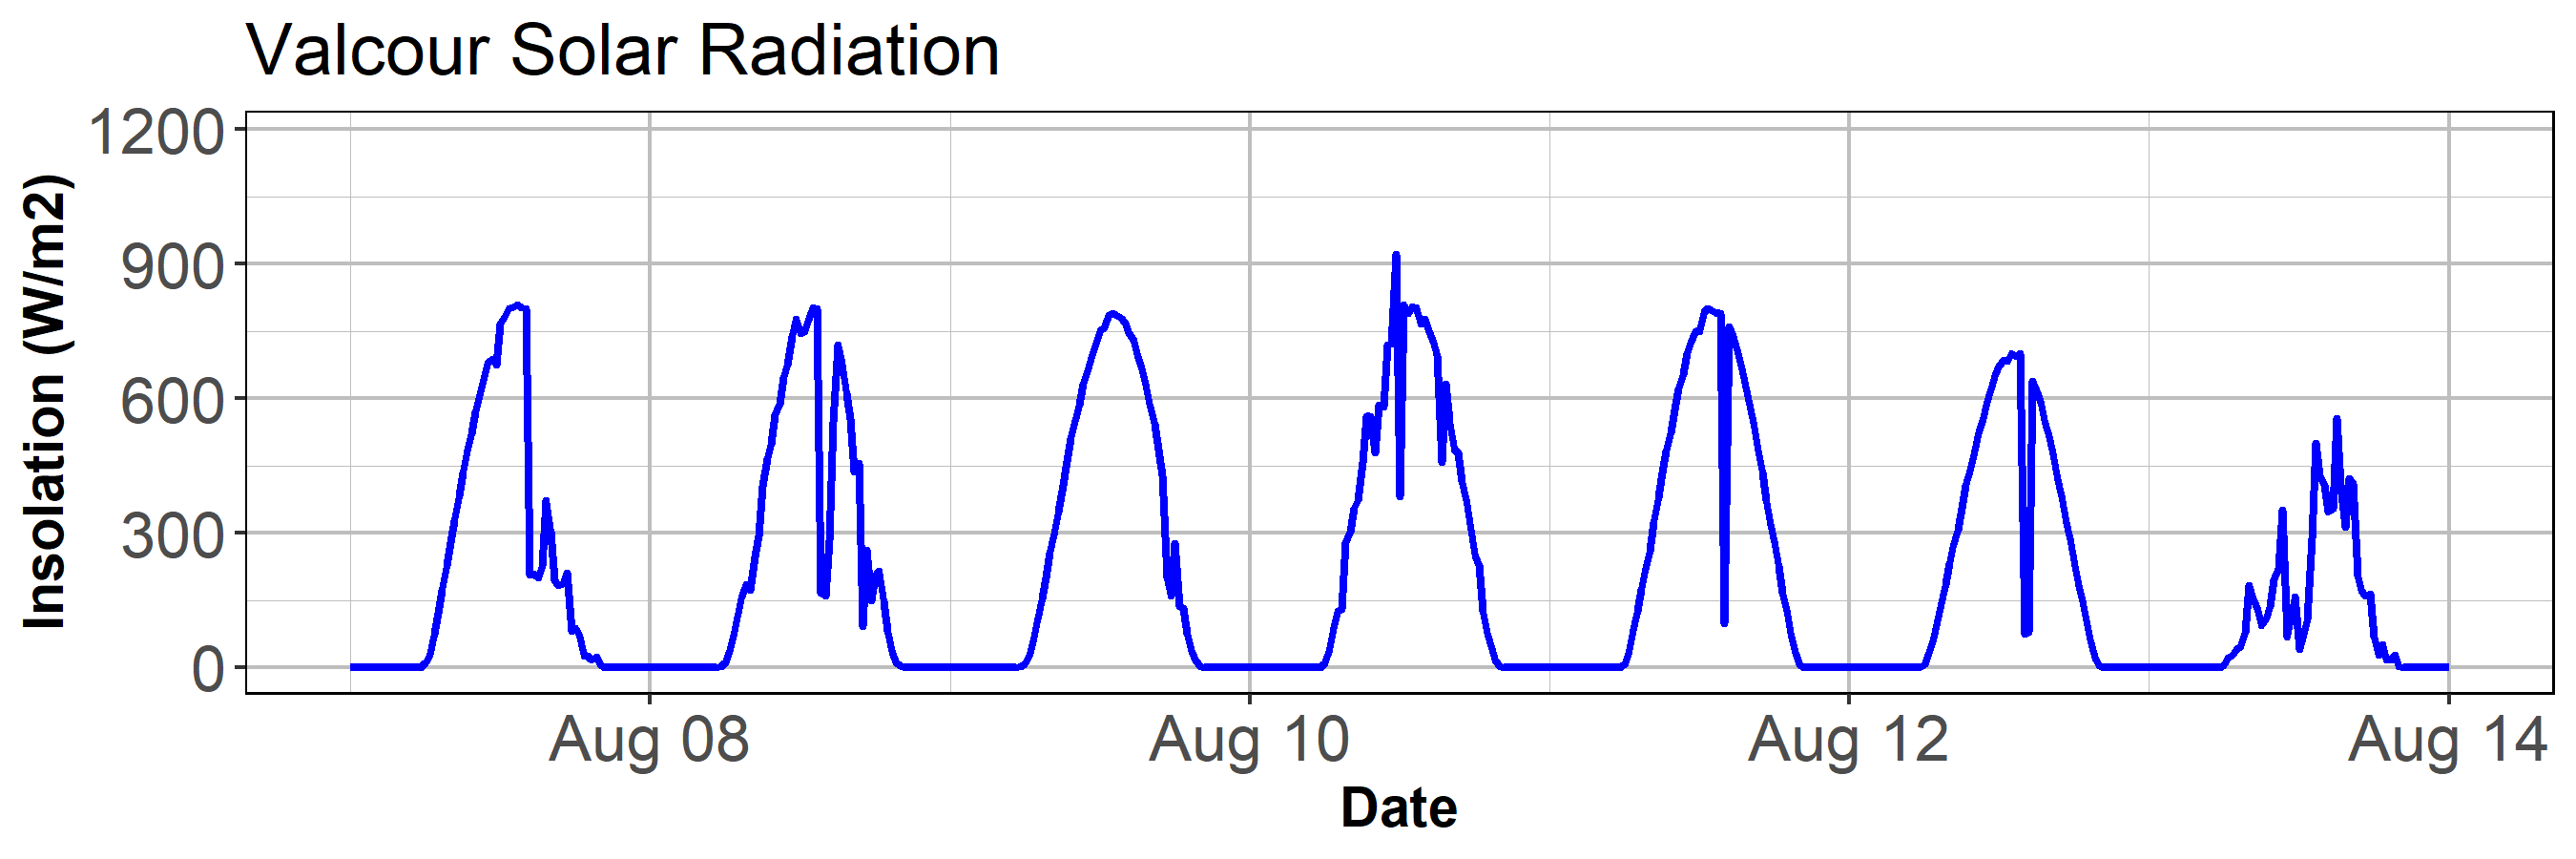 Valcour Solar Radiation
Insolation (W/m2)
1200
900
600
300
0
Aug 08
Aug 10
Aug 12
Aug 14
Date